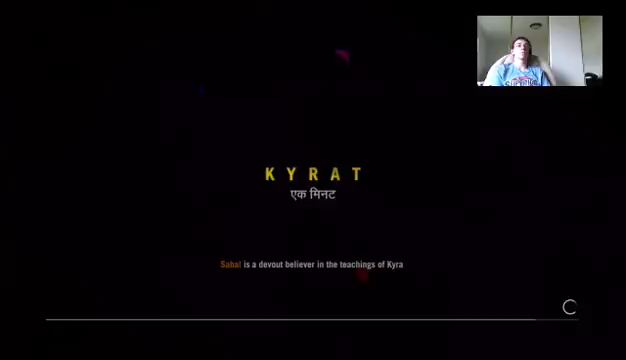 KYRAT
एक मिनट
Sabal is a devout believer in the teachings of Kyra